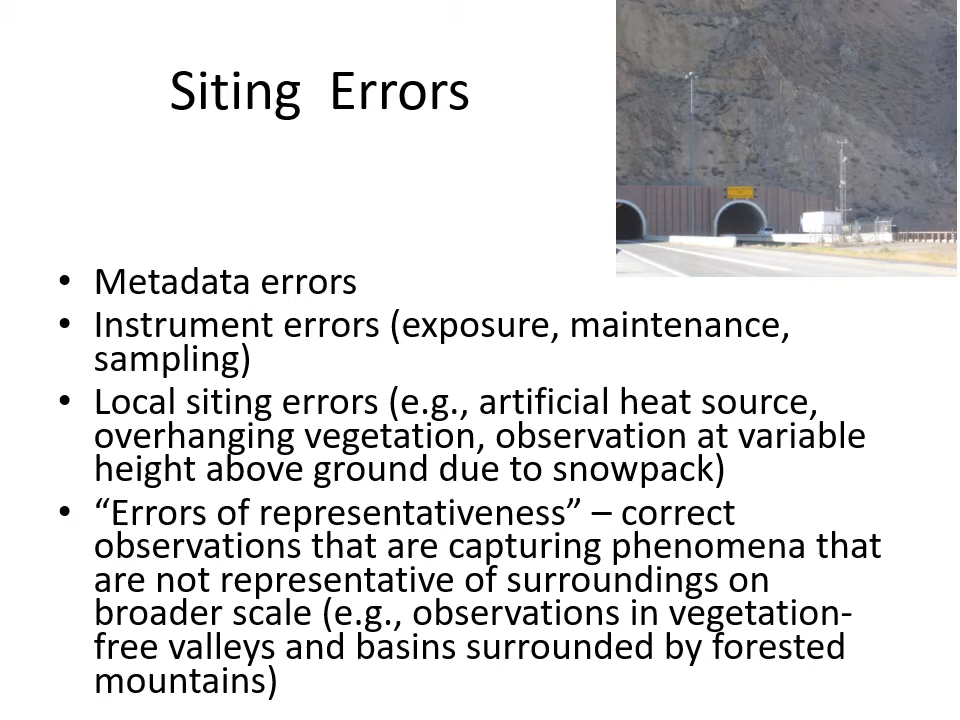 Siting Errors
• Metadata errors
• Instrument errors (exposure, maintenance,
sampling)
• Local siting errors (e.g., artificial heat source,
overhanging vegetation, observation at variable
height above ground due to snowpack)
• “Errors of representativeness” – correct
observations that are capturing phenomena that
are not representative of surroundings on
broader scale (e.g., observations in vegetation-
free valleys and basins surrounded by forested
mountains)